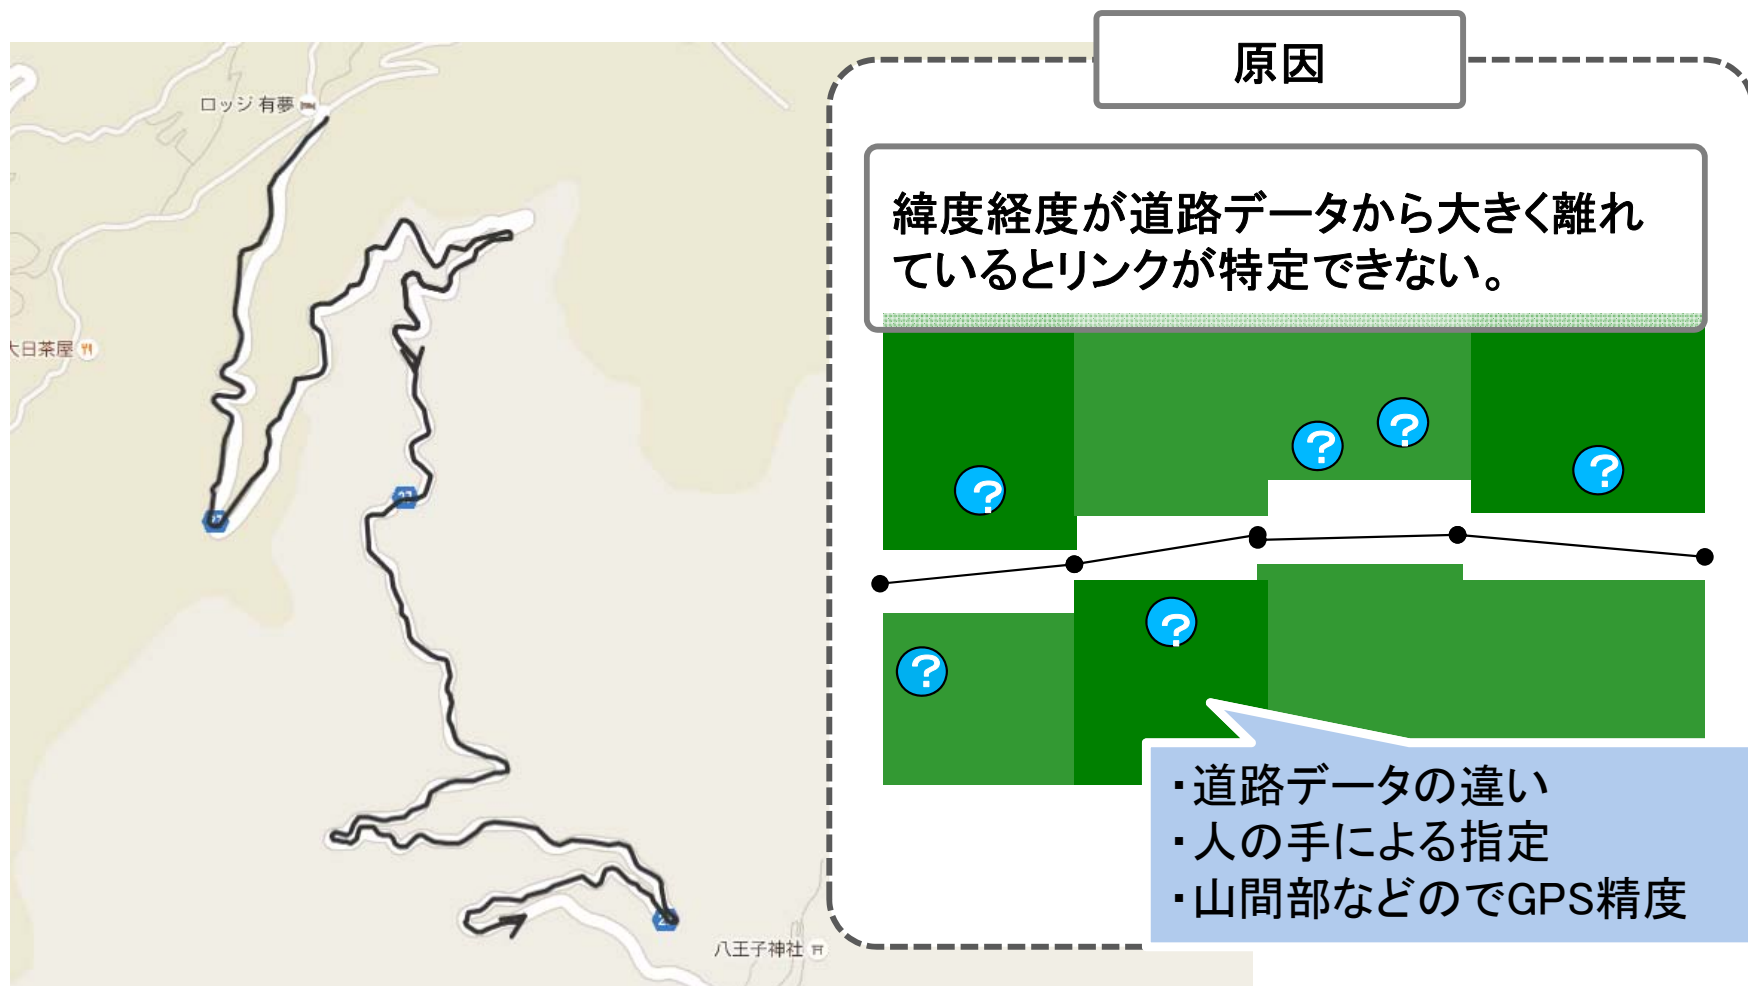 原因
緯度経度が道路データから大きく離れ
ているとリンクが特定できない。
ロッジ 有夢
大日茶屋
27
八王子神社
?
?
?
?
?
?
・道路データの違い
・人の手による指定
・山間部などのでGPS精度